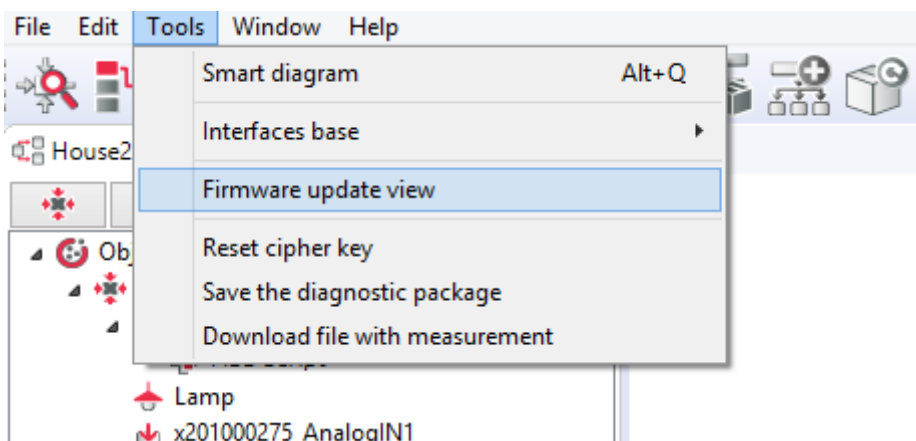 File Edit Tools Window Help
Smart diagram Alt+Q
Interfaces base
House2
Firmware update view
Reset cipher key
Obj
Save the diagnostic package
Download file with measurement
Lamp
x201000275_AnalogIN1